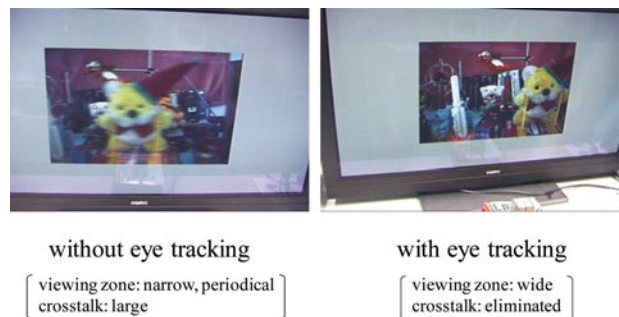 without eye tracking
viewing zone: narrow, periodical
crosstalk: large
with eye tracking
viewing zone: wide
crosstalk: eliminated